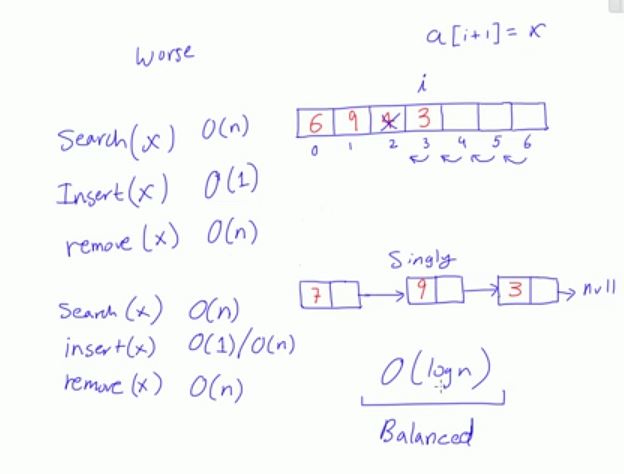 worse
a[i+1] = x
i
Search(x) O(n)
6 9 3
0 1 2 3 4 5 6
Insert(x) O(1)
remove(x) O(n)
Singly
7 9 3 null
Search(x) O(n)
insert(x) O(1)/O(n)
remove(x) O(n)
O(logn)
Balanced